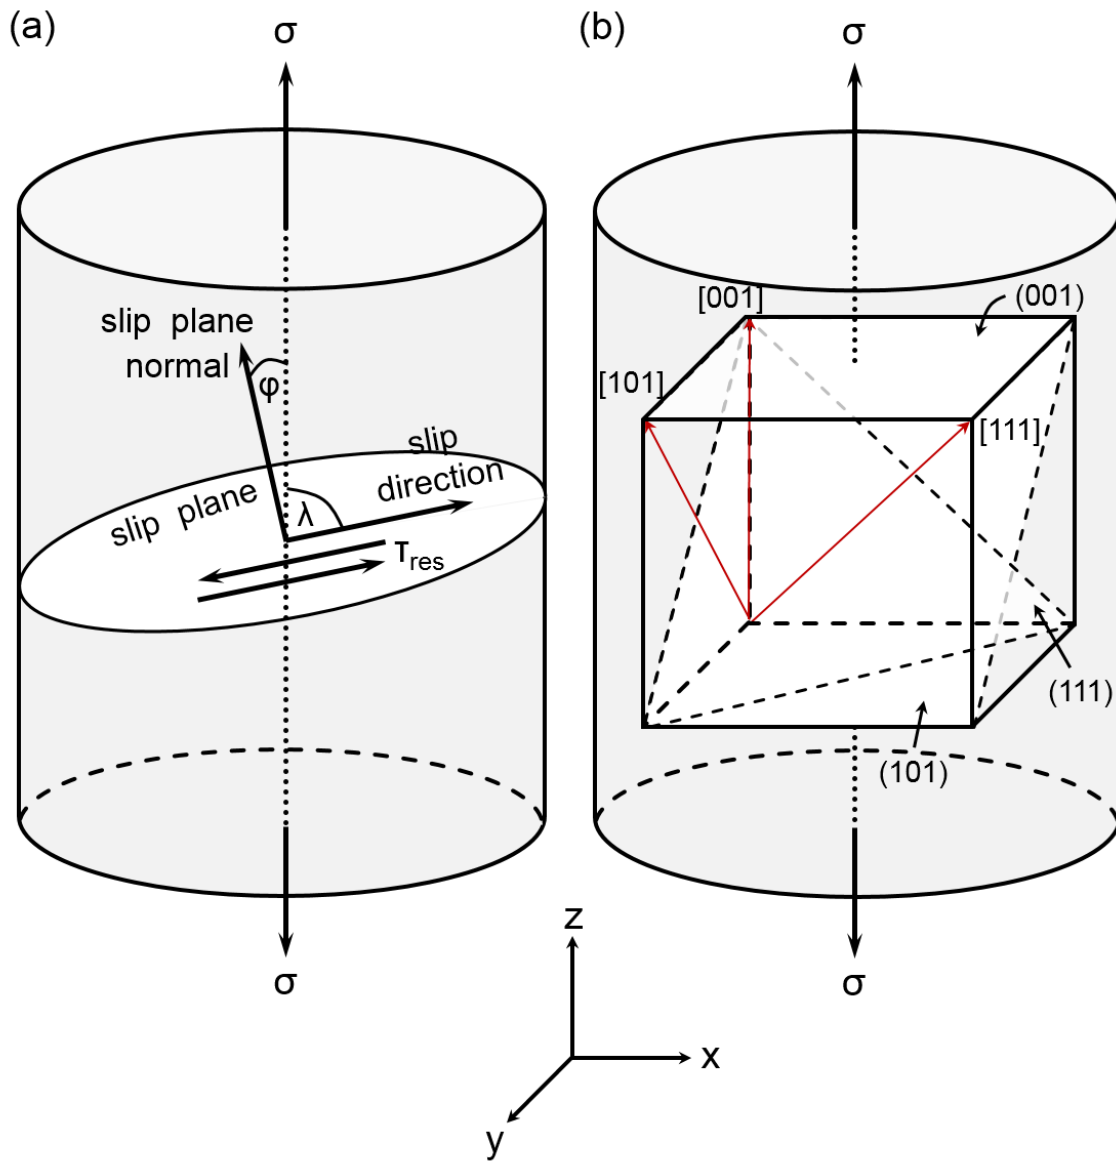 (a)
σ
slip plane
normal
φ
slip
direction
slip plane
λ
τres
σ
(b)
σ
[001]
(001)
[101]
[111]
(111)
(101)
σ
z
x
y